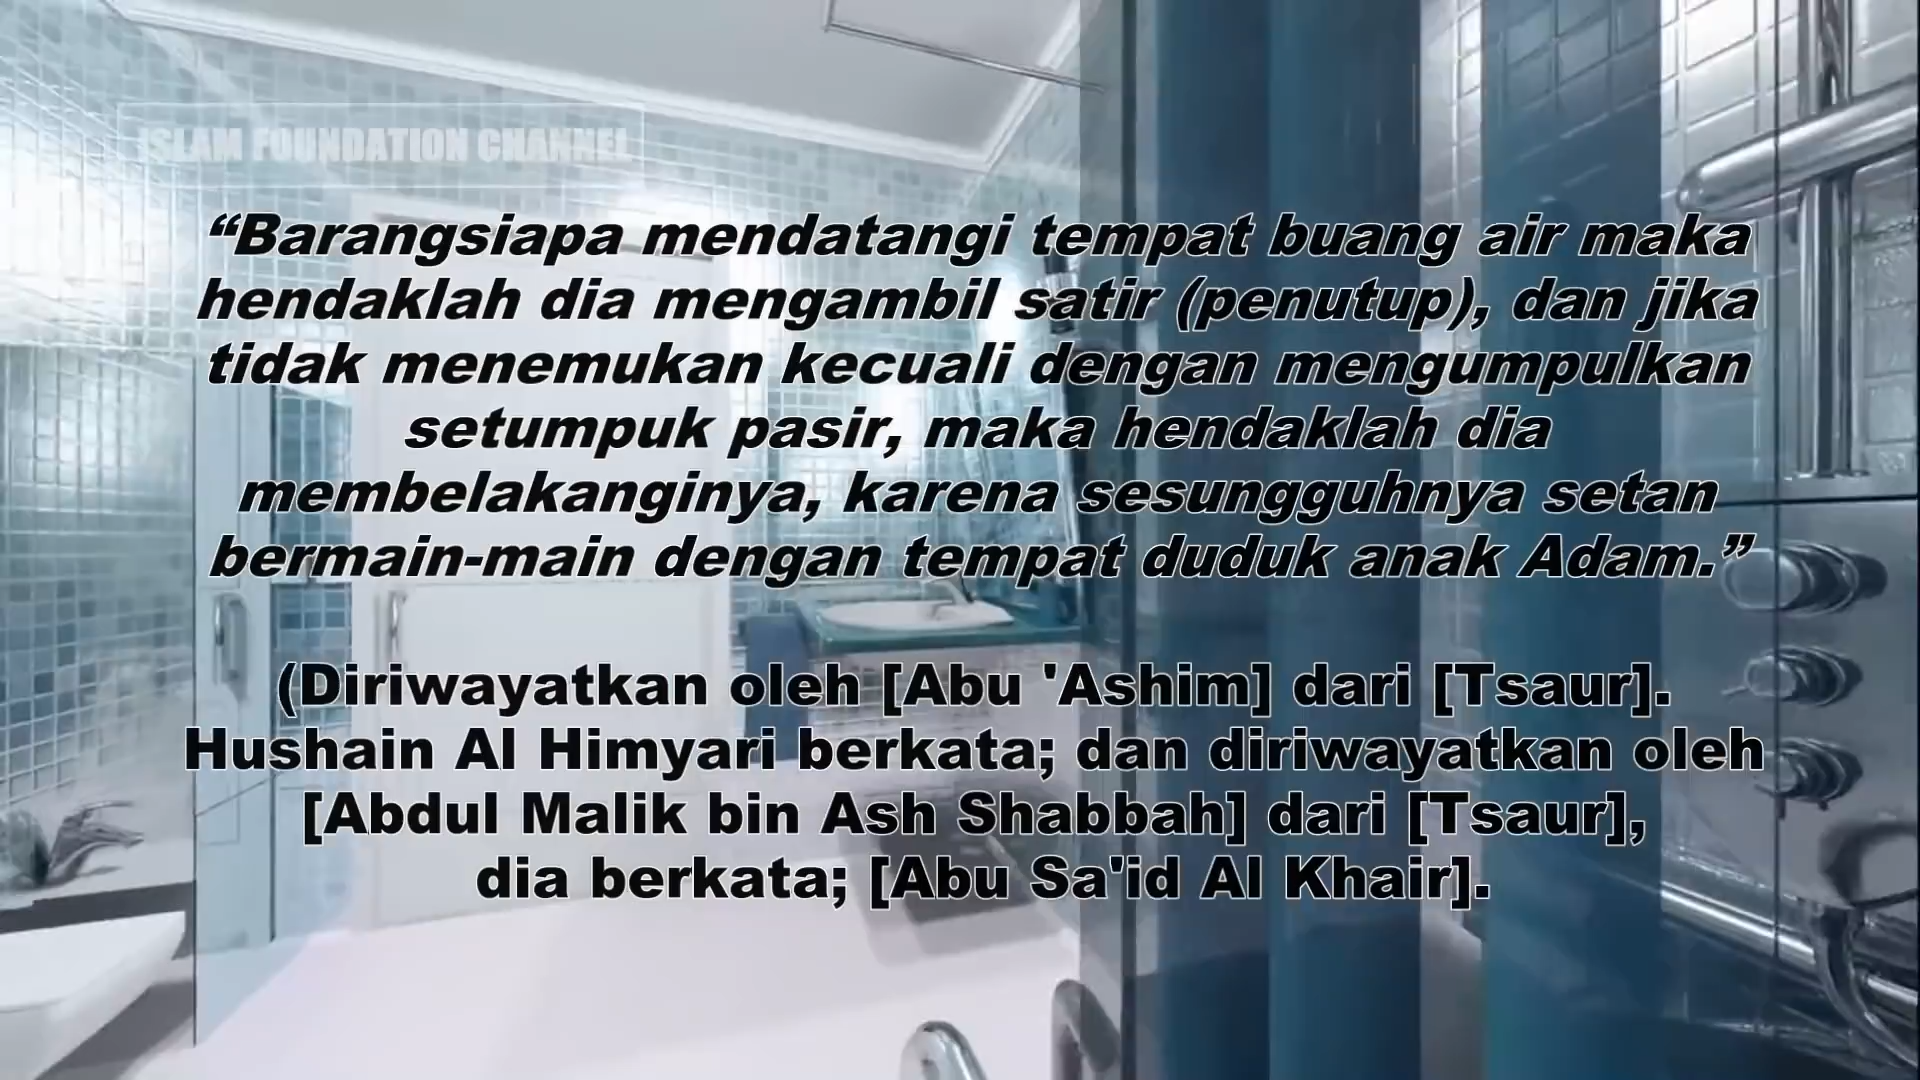 ISLAM FOUNDATION CHANNEL
“Barangsiapa mendatangi tempat buang air maka
hendaklah dia mengambil satir (penutup), dan jika
tidak menemukan kecuali dengan mengumpulkan
setumpuk pasir, maka hendaklah dia
membelakanginya, karena sesungguhnya setan
bermain-main dengan tempat duduk anak Adam.”
(Diriwayatkan oleh [Abu 'Ashim] dari [Tsaur].
Hushain Al Himyari berkata; dan diriwayatkan oleh
[Abdul Malik bin Ash Shabbah] dari [Tsaur],
dia berkata; [Abu Sa'id Al Khair].